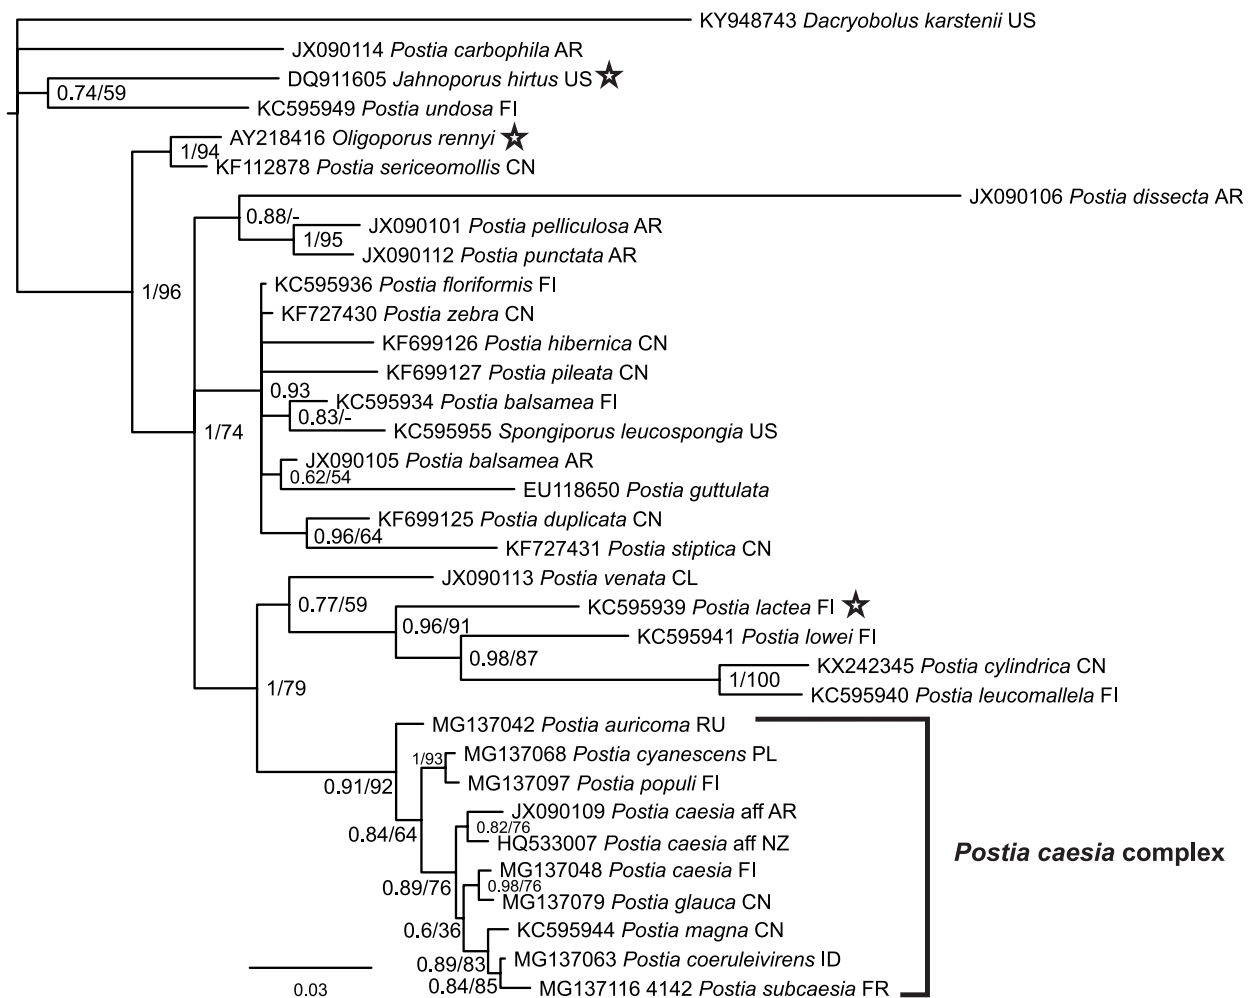 KY948743 Dacryobolus karstenii US
JX090114 Postia carbophila AR
DQ911605 Jahnoporus hirtus US
0.74/59
KC595949 Postia undosa FI
AY218416 Oligoporus rennyi
1/94
KF112878 Postia sericeomollis CN
JX090106 Postia dissecta AR
0.88/-
JX090101 Postia pelliculosa AR
1/95
JX090112 Postia punctata AR
KC595936 Postia floriformis FI
1/96
KF727430 Postia zebra CN
KF699126 Postia hibernica CN
KF699127 Postia pileata CN
0.93
KC595934 Postia balsamea FI
0.83/-
1/74
KC595955 Spongiporus leucospongia US
JX090105 Postia balsamea AR
0.62/54
EU118650 Postia guttulata
KF699125 Postia duplicata CN
0.96/64
KF727431 Postia stiptica CN
JX090113 Postia venata CL
0.77/59
KC595939 Postia lactea FI
0.96/91
KC595941 Postia lowei FI
0.98/87
KX242345 Postia cylindrica CN
1/100
1/79
KC595940 Postia leucomallela FI
MG137042 Postia auricoma RU
1/93
MG137068 Postia cyanescens PL
0.91/92
MG137097 Postia populi FI
JX090109 Postia caesia aff AR
0.82/76
0.84/64
HQ533007 Postia caesia aff NZ
Postia caesia complex
MG137048 Postia caesia FI
0.89/76
0.98/76
MG137079 Postia glauca CN
0.6/36
KC595944 Postia magna CN
0.89/83
MG137063 Postia coeruleivirens ID
0.84/85
MG137116 4142 Postia subcaesia FR
0.03